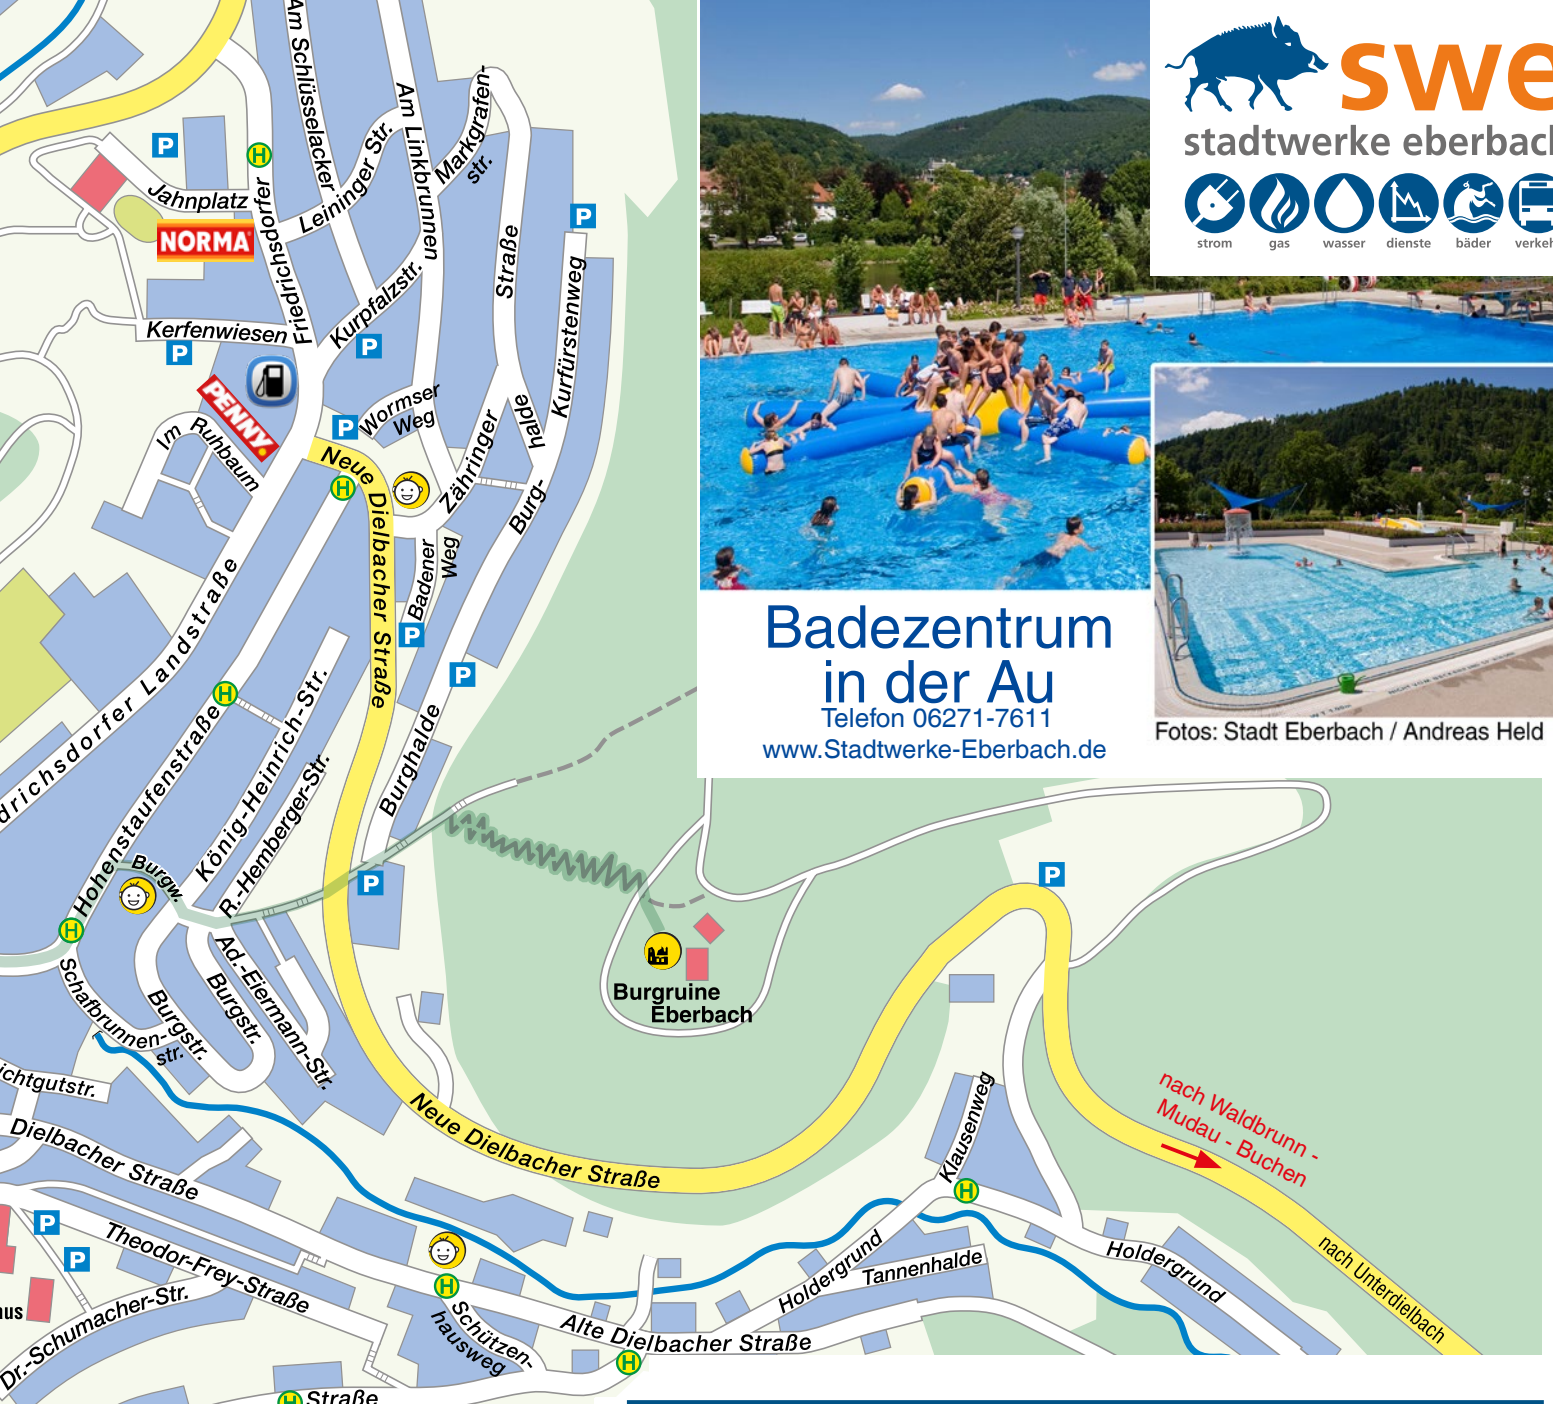 swe
stadtwerke eberbach
strom gas wasser dienste bäder verkehr
Badezentrum
in der Au
Telefon 06271-7611
www.Stadtwerke-Eberbach.de
Fotos: Stadt Eberbach / Andreas Held
Am Schlüsselacker
Am Linkbrunnen
Markgrafen-
str.
Leininger Str.
P
H
Jahnplatz
NORMA
Friedrichsdorfer
Straße
P
Kurfürstenweg
Kurpfalzstr.
Kerfenwiesen
P
P
PENNY.
Im
Ruhbaum
P
Wormser
Weg
Zähringer
halde
Burg-
Neue Dielbacher Straße
H
Badener
Weg
P
P
drichsdorfer Landstraße
H
Hohenstaufenstraße
König-Heinrich-Str.
R.-Hemberger-Str.
Burghalde
Burgw.
P
P
H
Schafbrunnen-
str.
Burgstr.
Burgstr.
Ad.-Eiermann-Str.
Burgruine
Eberbach
ichtgutstr.
Dielbacher Straße
Neue Dielbacher Straße
Klausenweg
H
nach Waldbrunn -
Mudau - Buchen
nach Unterdielbach
P
P
Theodor-Frey-Straße
H
Holdergrund
Tannenhalde
Holdergrund
aus
Dr.-Schumacher-Str.
Schützen-
hausweg
Alte Dielbacher Straße
H
H
Straße